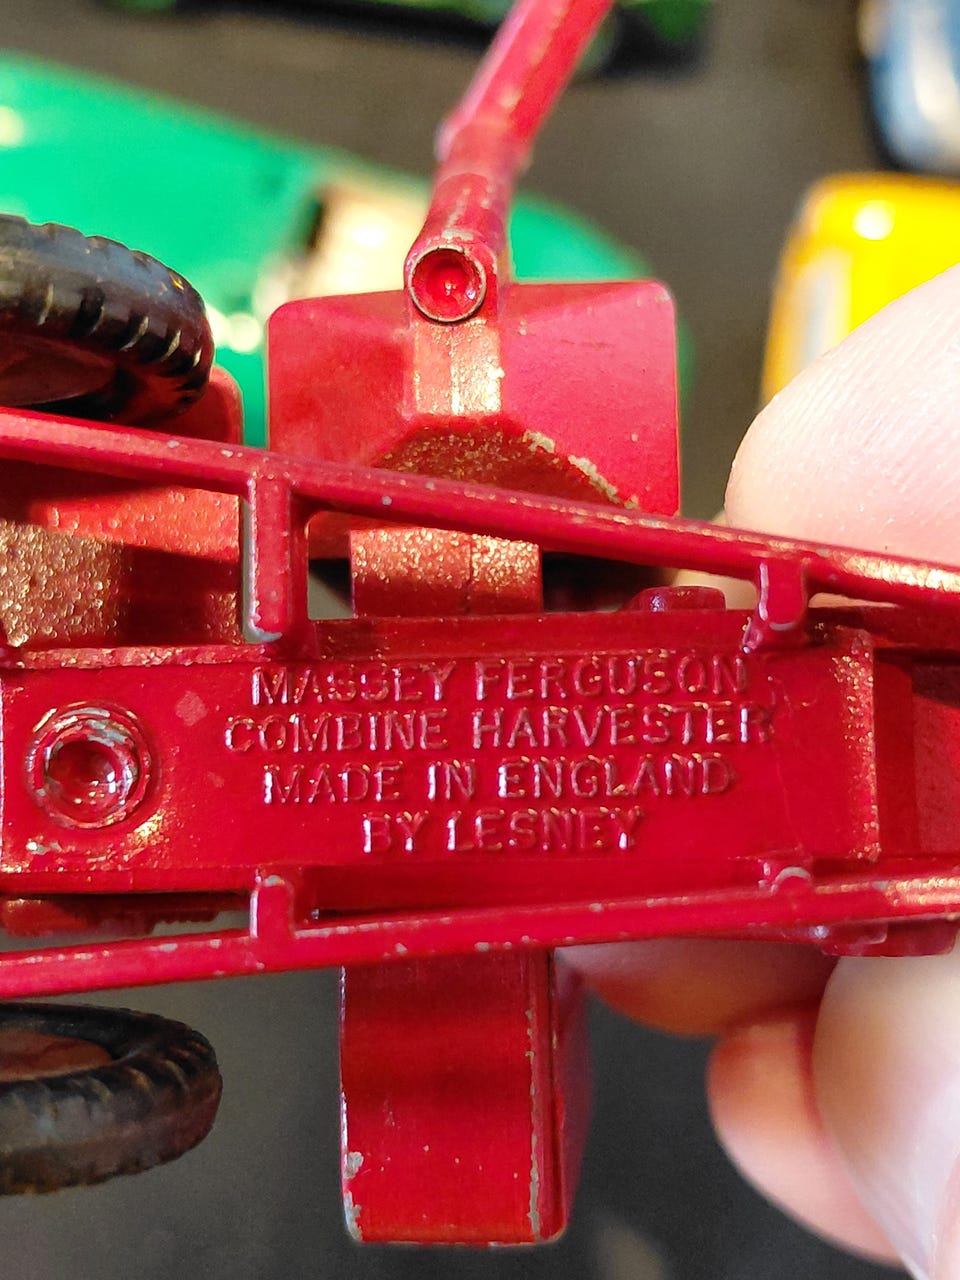 MASSEY FERGUSON
COMBINE HARVESTER
MADE IN ENGLAND
BY LESNEY